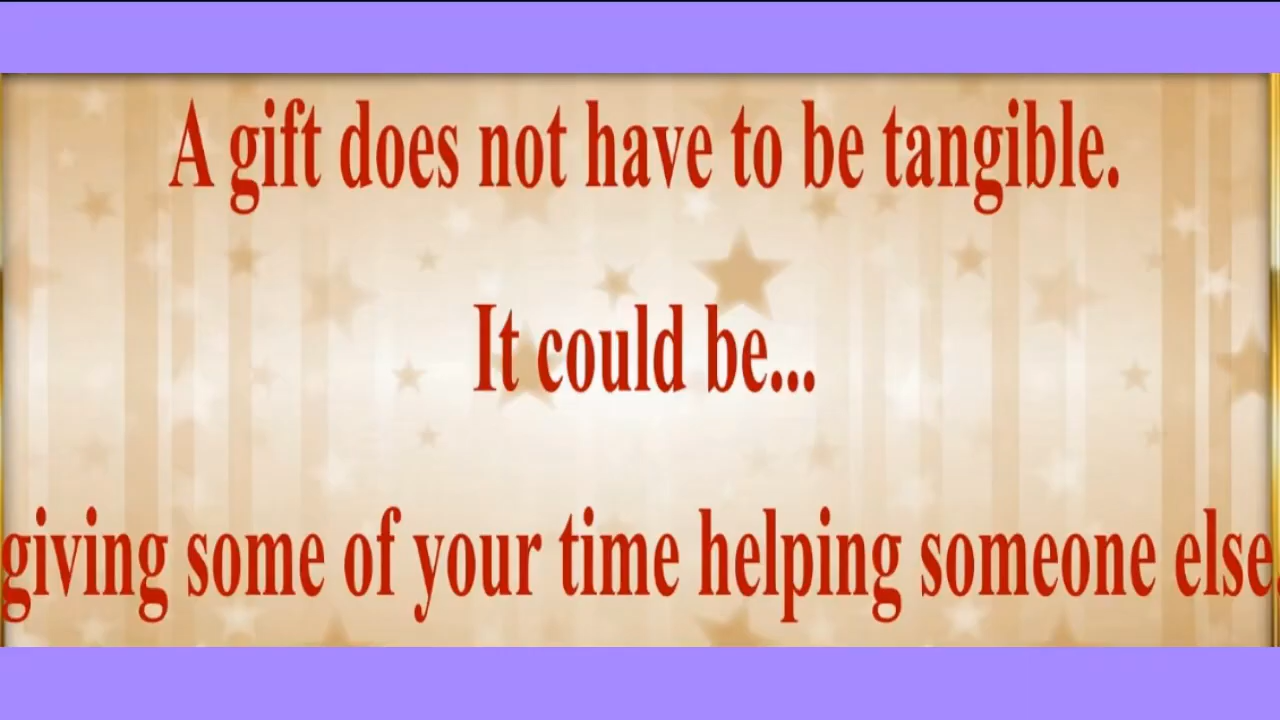 A gift does not have to be tangible.
It could be...
giving some of your time helping someone else.